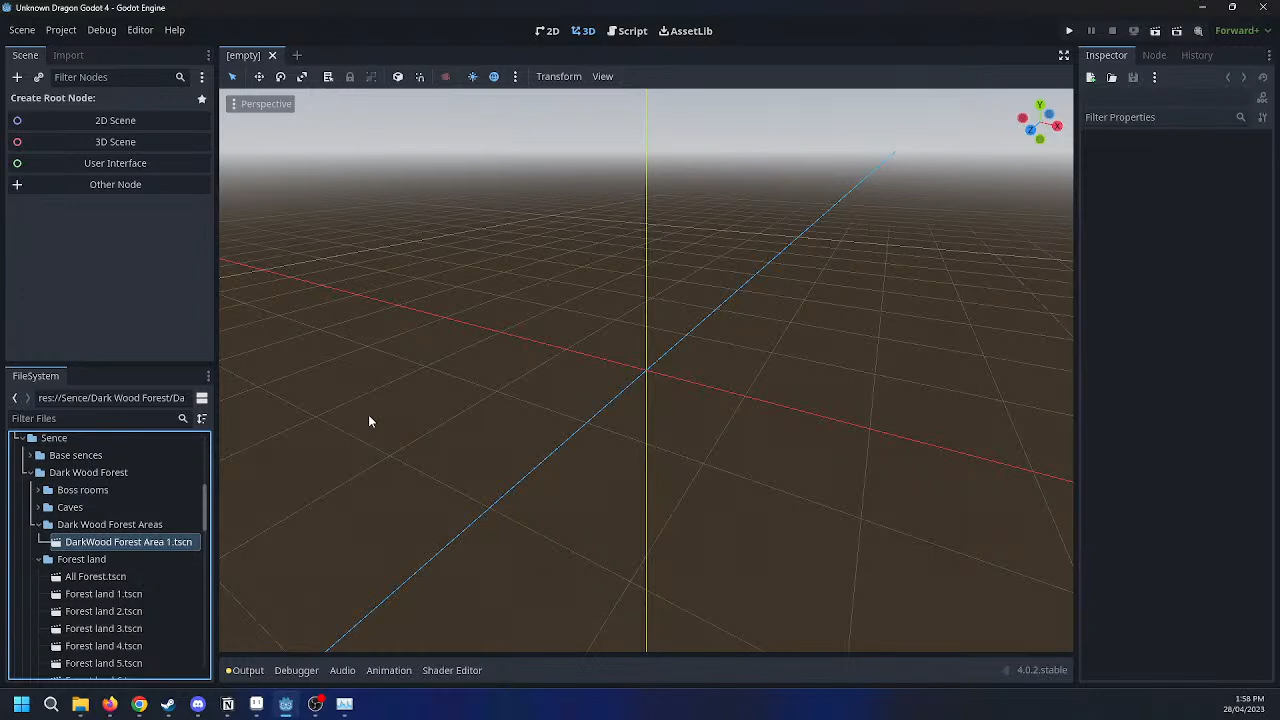 Unknown Dragon Godot 4 - Godot Engine
Scene Project Debug Editor Help
2D 3D Script AssetLib
Forward+
Scene Import
[empty]
Inspector Node History
Filter Nodes
Transform View
Create Root Node:
Perspective
Y
X
Z
Filter Properties
2D Scene
3D Scene
User Interface
Other Node
FileSystem
res://Sence/Dark Wood Forest/Da
Filter Files
Sence
Base sences
Dark Wood Forest
Boss rooms
Caves
Dark Wood Forest Areas
DarkWood Forest Area 1.tscn
Forest land
All Forest.tscn
Forest land 1.tscn
Forest land 2.tscn
Forest land 3.tscn
Forest land 4.tscn
Forest land 5.tscn
Output Debugger Audio Animation Shader Editor
4.0.2.stable
1:58 PM
28/04/2023